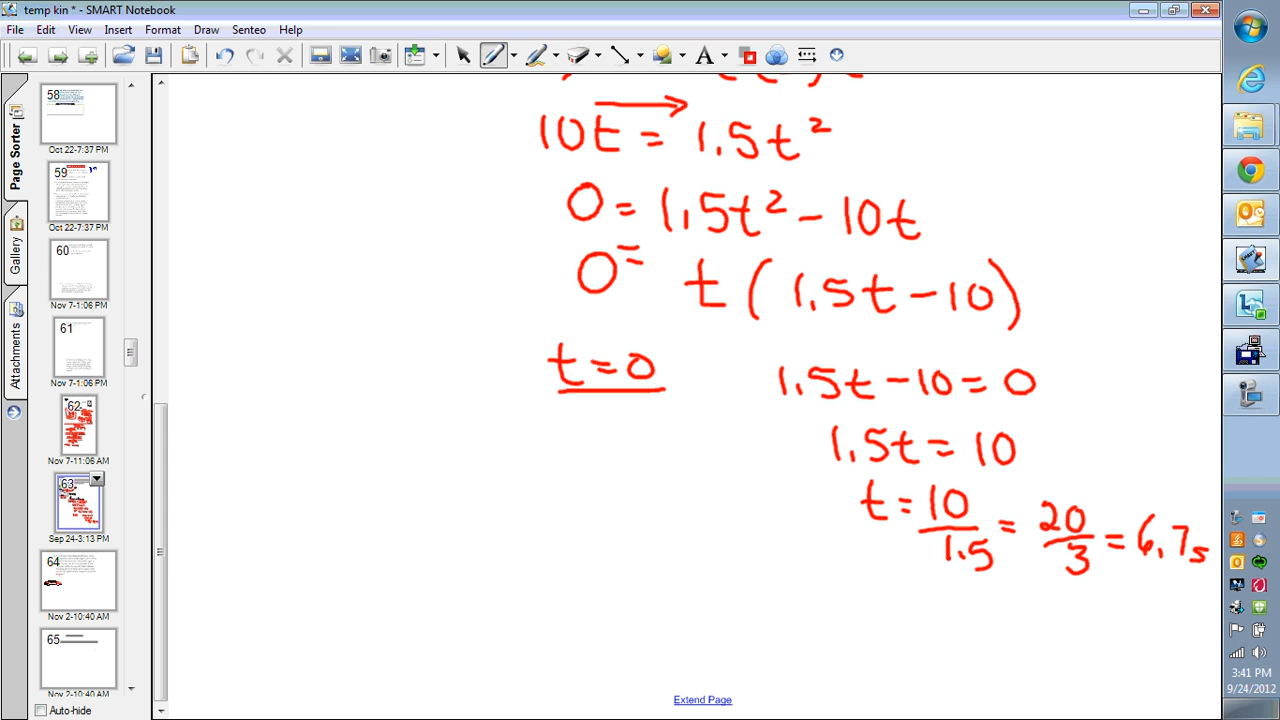 temp kin * - SMART Notebook
File Edit View Insert Format Draw Senteo Help
Page Sorter
Gallery
Attachments
58
Oct 22-7:37 PM
59
Oct 22-7:37 PM
60
Nov 7-1:06 PM
61
Nov 7-1:06 PM
62
Nov 7-11:06 AM
63
Sep 24-3:13 PM
64
Nov 2-10:40 AM
65
Nov 2-10:40 AM
Auto-hide
10t = 1.5t²
0 = 1.5t² - 10t
0 = t(1.5t - 10)
t = 0
1.5t - 10 = 0
1.5t = 10
t = 10/1.5 = 20/3 = 6.7s
Extend Page
3:41 PM
9/24/2012